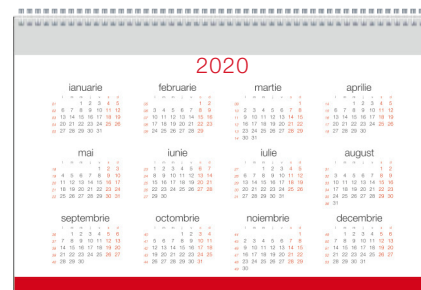 2020
ianuarie
1 2 3 4 5
6 7 8 9 10 11 12
13 14 15 16 17 18 19
20 21 22 23 24 25 26
27 28 29 30 31
februarie
1 2
3 4 5 6 7 8 9
10 11 12 13 14 15 16
17 18 19 20 21 22 23
24 25 26 27 28 29
martie
1
2 3 4 5 6 7 8
9 10 11 12 13 14 15
16 17 18 19 20 21 22
23 24 25 26 27 28 29
30 31
aprilie
1 2 3 4 5
6 7 8 9 10 11 12
13 14 15 16 17 18 19
20 21 22 23 24 25 26
27 28 29 30
mai
1 2 3
4 5 6 7 8 9 10
11 12 13 14 15 16 17
18 19 20 21 22 23 24
25 26 27 28 29 30 31
iunie
1 2 3 4 5 6 7
8 9 10 11 12 13 14
15 16 17 18 19 20 21
22 23 24 25 26 27 28
29 30
iulie
1 2 3 4 5
6 7 8 9 10 11 12
13 14 15 16 17 18 19
20 21 22 23 24 25 26
27 28 29 30 31
august
1 2
3 4 5 6 7 8 9
10 11 12 13 14 15 16
17 18 19 20 21 22 23
24 25 26 27 28 29 30
31
septembrie
1 2 3 4 5 6
7 8 9 10 11 12 13
14 15 16 17 18 19 20
21 22 23 24 25 26 27
28 29 30
octombrie
1 2 3 4
5 6 7 8 9 10 11
12 13 14 15 16 17 18
19 20 21 22 23 24 25
26 27 28 29 30 31
noiembrie
1
2 3 4 5 6 7 8
9 10 11 12 13 14 15
16 17 18 19 20 21 22
23 24 25 26 27 28 29
30
decembrie
1 2 3 4 5 6
7 8 9 10 11 12 13
14 15 16 17 18 19 20
21 22 23 24 25 26 27
28 29 30 31